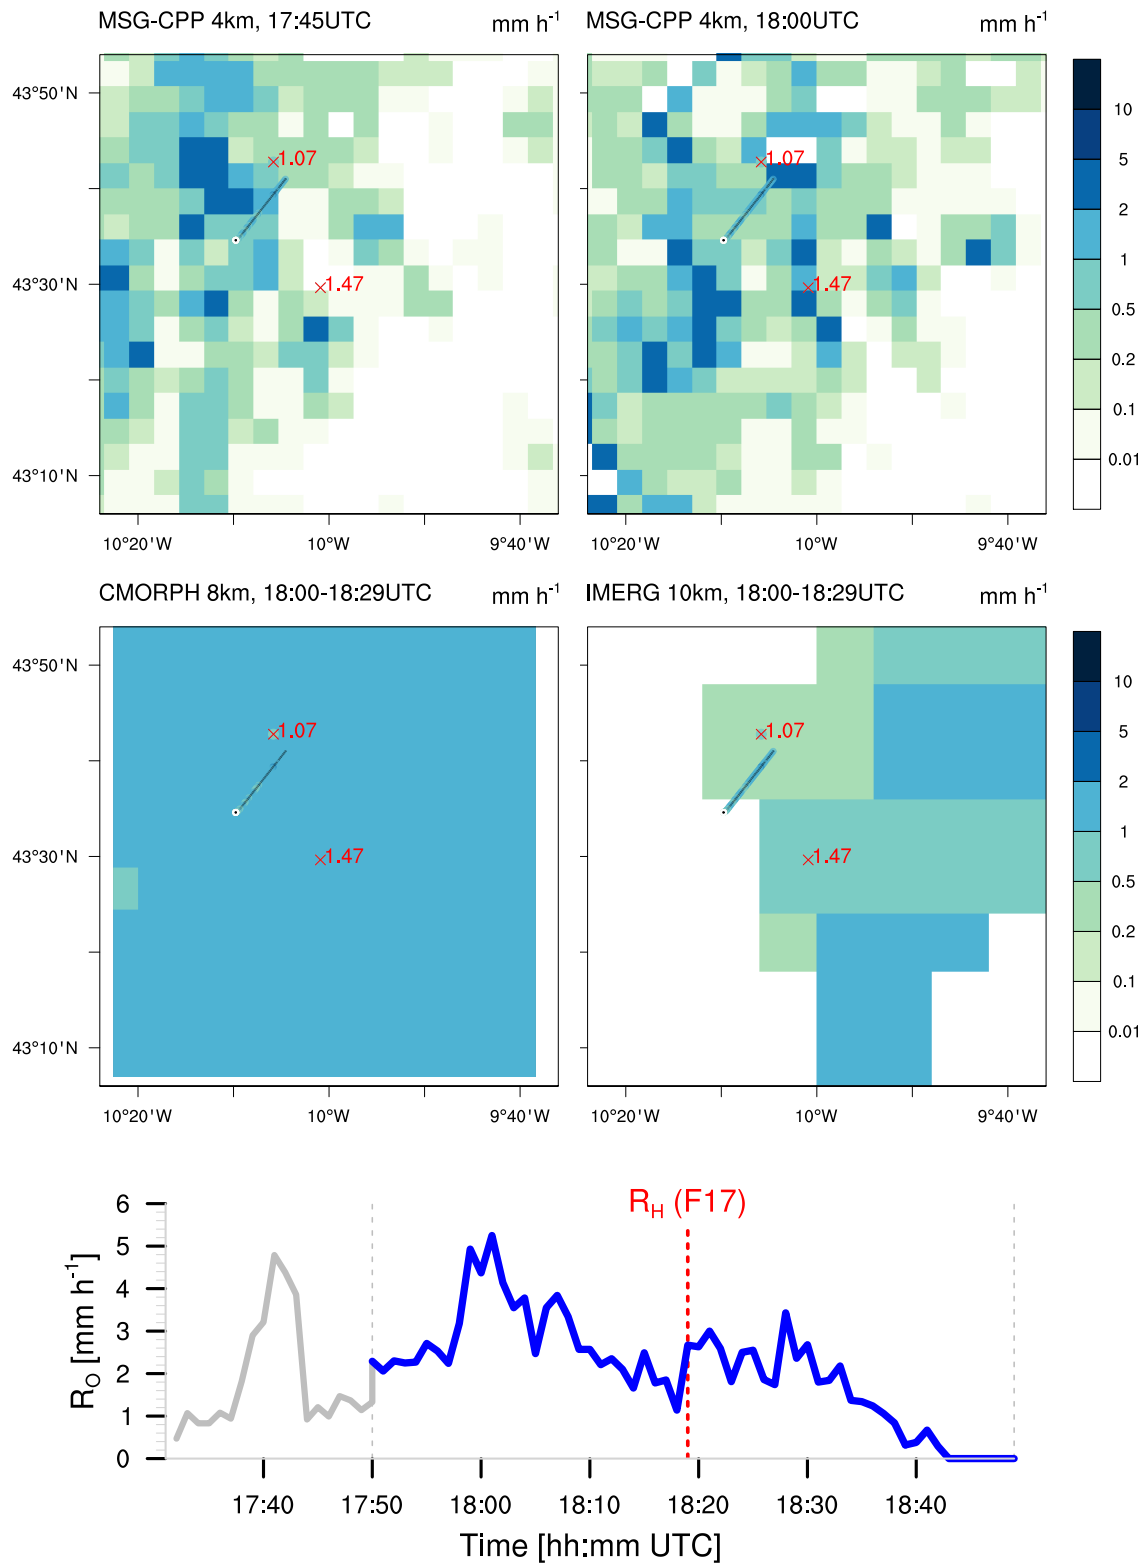 MSG-CPP 4km, 17:45UTC mm h-1
MSG-CPP 4km, 18:00UTC mm h-1
43°50'N
43°30'N
43°10'N
1.07
1.47
1.07
1.47
10°20'W 10°W 9°40'W
10°20'W 10°W 9°40'W
10
5
2
1
0.5
0.2
0.1
0.01
CMORPH 8km, 18:00-18:29UTC mm h-1
IMERG 10km, 18:00-18:29UTC mm h-1
43°50'N
43°30'N
43°10'N
1.07
1.47
1.07
1.47
10°20'W 10°W 9°40'W
10°20'W 10°W 9°40'W
10
5
2
1
0.5
0.2
0.1
0.01
RH (F17)
RO [mm h-1]
6
5
4
3
2
1
0
17:40 17:50 18:00 18:10 18:20 18:30 18:40
Time [hh:mm UTC]